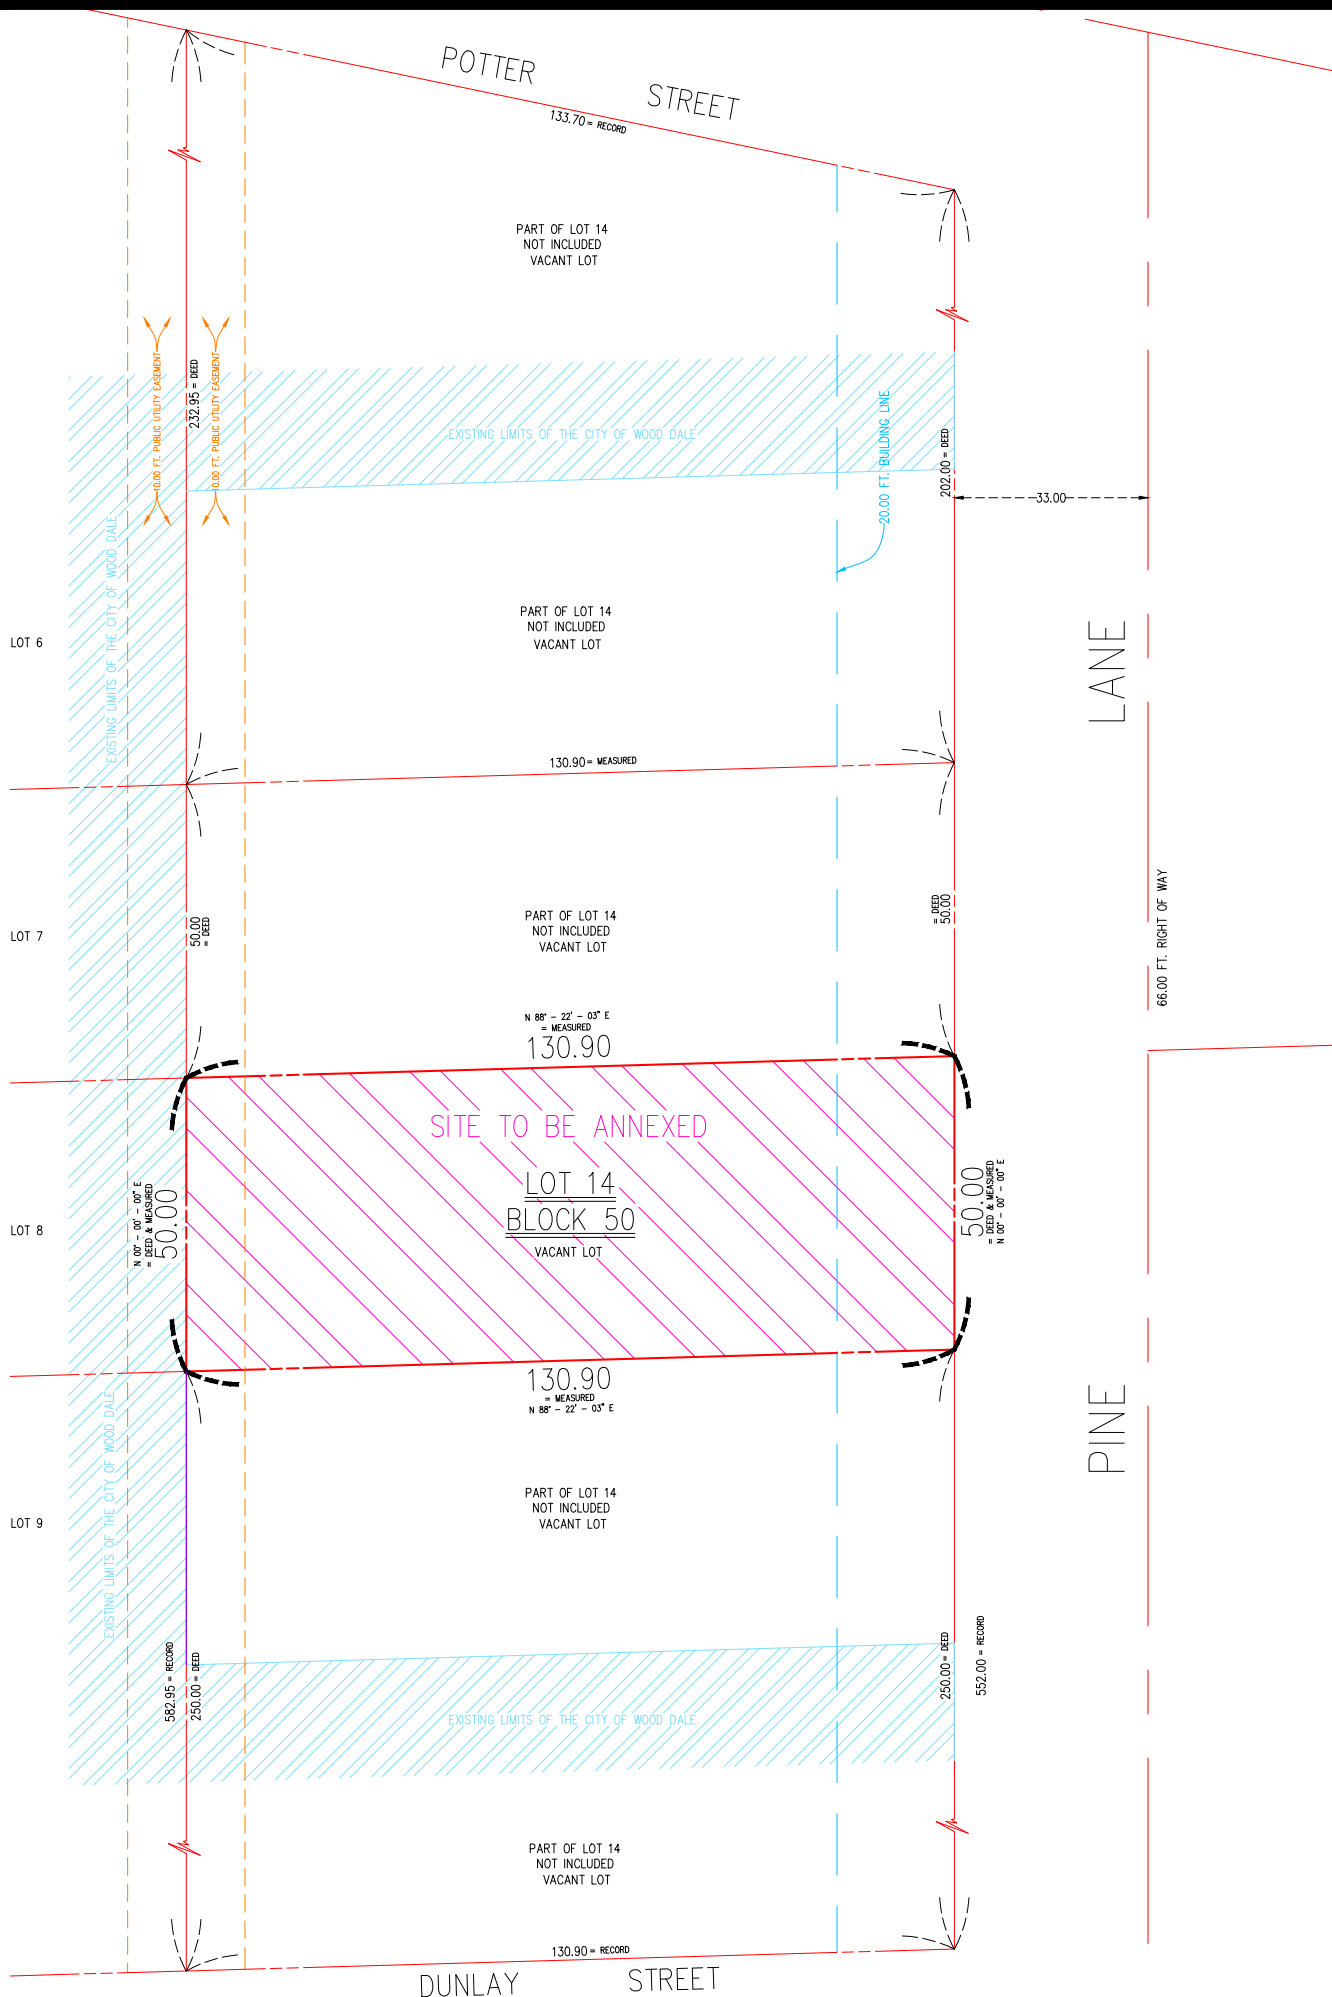 POTTER STREET
133.70 = RECORD
PART OF LOT 14
NOT INCLUDED
VACANT LOT
10.00 FT. PUBLIC UTILITY EASEMENT
10.00 FT. PUBLIC UTILITY EASEMENT
232.95 = DEED
EXISTING LIMITS OF THE CITY OF WOOD DALE
20.00 FT. BUILDING LINE
202.00 = DEED
33.00
EXISTING LIMITS OF THE CITY OF WOOD DALE
LOT 6
PART OF LOT 14
NOT INCLUDED
VACANT LOT
LANE
130.90 = MEASURED
LOT 7
50.00
= DEED
PART OF LOT 14
NOT INCLUDED
VACANT LOT
= DEED
50.00
66.00 FT. RIGHT OF WAY
N 88° - 22' - 03" E
= MEASURED
130.90
SITE TO BE ANNEXED
LOT 14
BLOCK 50
VACANT LOT
LOT 8
N 00° - 00' - 00" E
= DEED & MEASURED
50.00
50.00
= DEED & MEASURED
N 00° - 00' - 00" E
130.90
= MEASURED
N 88° - 22' - 03" E
PINE
EXISTING LIMITS OF THE CITY OF WOOD DALE
LOT 9
PART OF LOT 14
NOT INCLUDED
VACANT LOT
582.95 = RECORD
250.00 = DEED
250.00 = DEED
552.00 = RECORD
EXISTING LIMITS OF THE CITY OF WOOD DALE
PART OF LOT 14
NOT INCLUDED
VACANT LOT
130.90 = RECORD
DUNLAY STREET